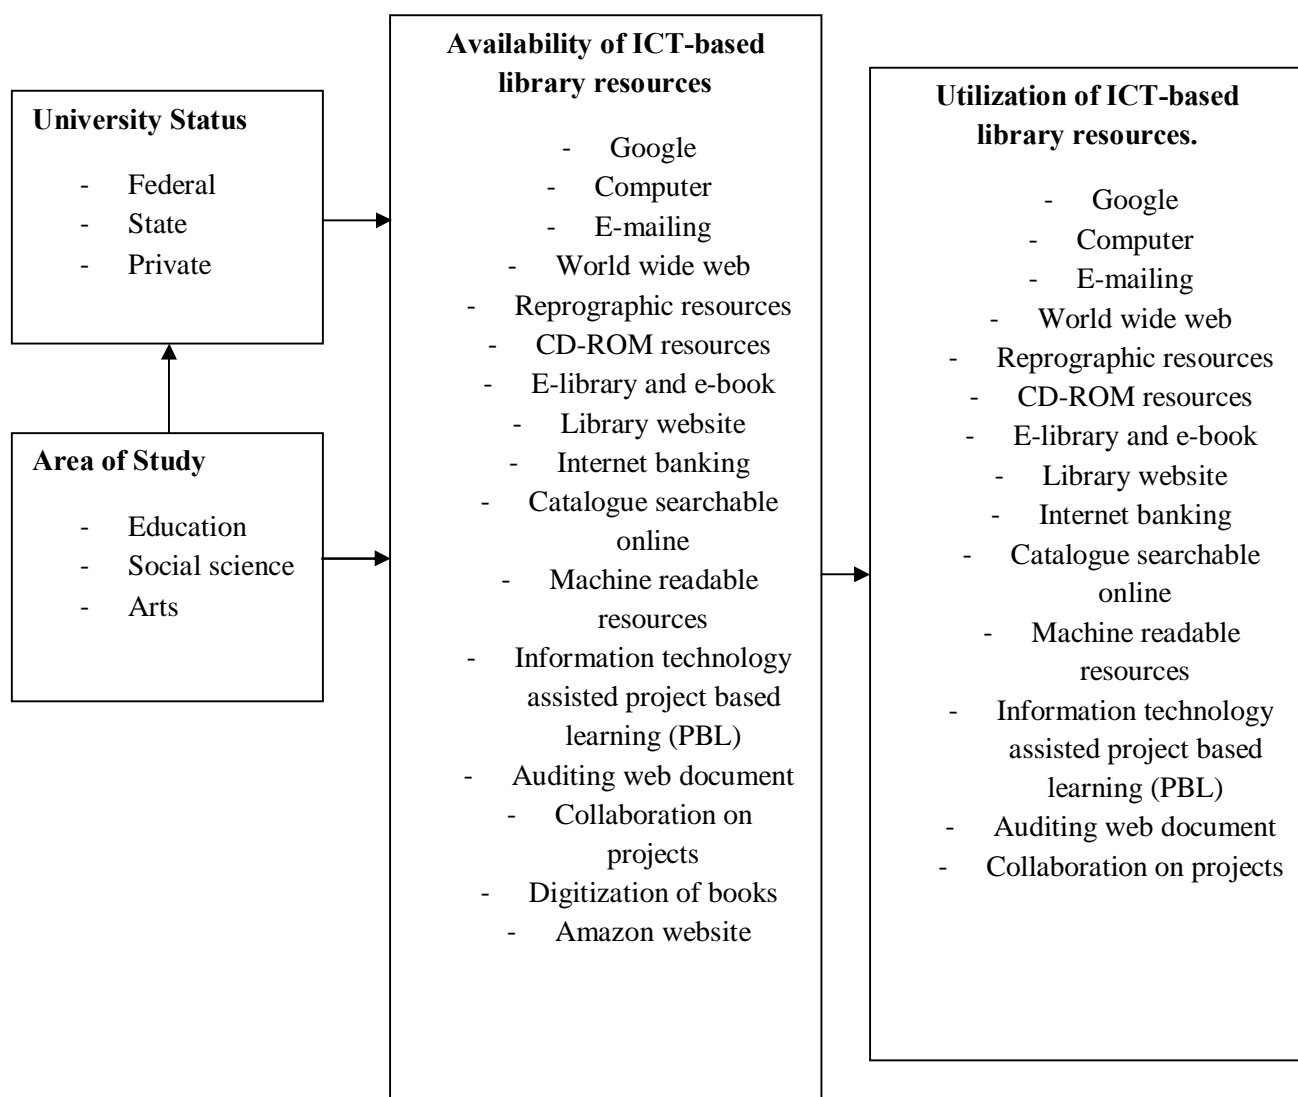 University Status
- Federal
- State
- Private
Area of Study
- Education
- Social science
- Arts
Availability of ICT-based
library resources
- Google
- Computer
- E-mailing
- World wide web
- Reprographic resources
- CD-ROM resources
- E-library and e-book
- Library website
- Internet banking
- Catalogue searchable
online
- Machine readable
resources
- Information technology
assisted project based
learning (PBL)
- Auditing web document
- Collaboration on
projects
- Digitization of books
- Amazon website
Utilization of ICT-based
library resources.
- Google
- Computer
- E-mailing
- World wide web
- Reprographic resources
- CD-ROM resources
- E-library and e-book
- Library website
- Internet banking
- Catalogue searchable
online
- Machine readable
resources
- Information technology
assisted project based
learning (PBL)
- Auditing web document
- Collaboration on projects